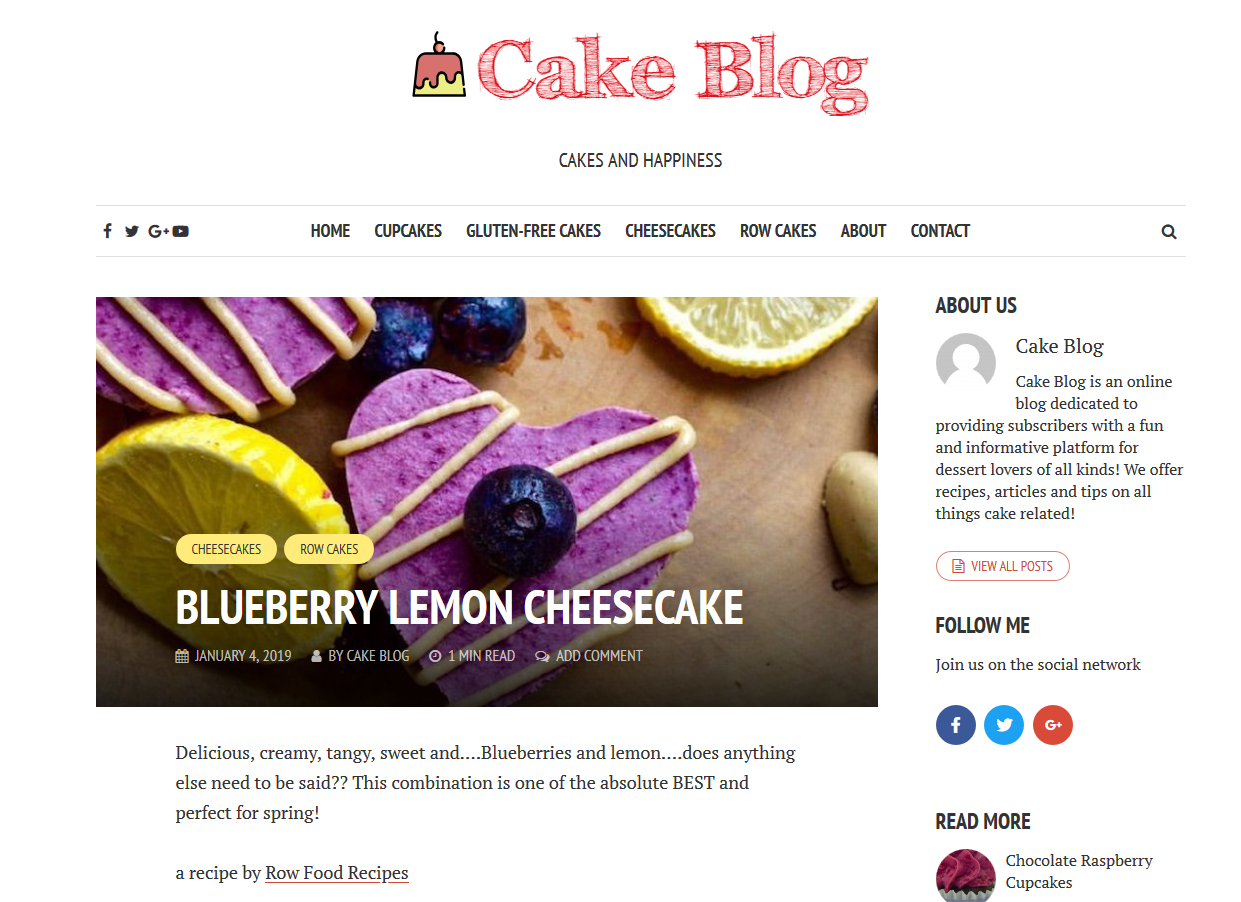 Cake Blog
CAKES AND HAPPINESS
HOME CUPCAKES GLUTEN-FREE CAKES CHEESECAKES ROW CAKES ABOUT CONTACT
CHEESECAKES ROW CAKES
BLUEBERRY LEMON CHEESECAKE
JANUARY 4, 2019 BY CAKE BLOG 1 MIN READ ADD COMMENT
Delicious, creamy, tangy, sweet and....Blueberries and lemon....does anything
else need to be said?? This combination is one of the absolute BEST and
perfect for spring!
a recipe by Row Food Recipes
ABOUT US
Cake Blog
Cake Blog is an online
blog dedicated to
providing subscribers with a fun
and informative platform for
dessert lovers of all kinds! We offer
recipes, articles and tips on all
things cake related!
VIEW ALL POSTS
FOLLOW ME
Join us on the social network
READ MORE
Chocolate Raspberry
Cupcakes